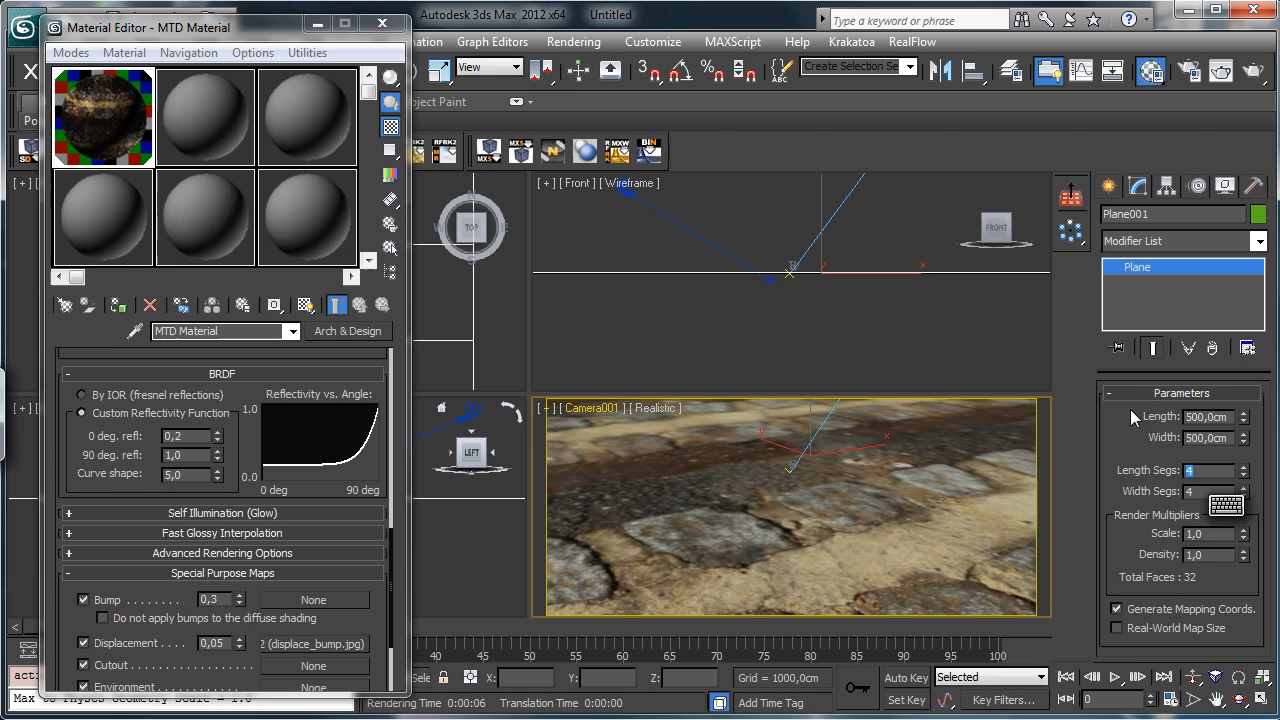 Autodesk 3ds Max 2012 x64 Untitled
Type a keyword or phrase
Material Editor - MTD Material
Modes Material Navigation Options Utilities
Graph Editors Rendering Customize MAXScript Help Krakatoa RealFlow
View
Create Selection Se
MTD Material Arch & Design
BRDF
By IOR (fresnel reflections)
Custom Reflectivity Function
0 deg. refl: 0,2
90 deg. refl: 1,0
Curve shape: 5,0
Reflectivity vs. Angle:
1.0
0.0
0 deg 90 deg
Self Illumination (Glow)
Fast Glossy Interpolation
Advanced Rendering Options
Special Purpose Maps
Bump 0,3 None
Do not apply bumps to the diffuse shading
Displacement 0,05 2 (displace_bump.jpg)
Cutout None
Environment None
[ + ] [ Front ] [ Wireframe ]
TOP
FRONT
LEFT
[ + ] [ Camera001 ] [ Realistic ]
Plane001
Modifier List
Plane
Parameters
Length: 500,0cm
Width: 500,0cm
Length Segs: 4
Width Segs: 4
Render Multipliers
Scale: 1,0
Density: 1,0
Total Faces : 32
Generate Mapping Coords.
Real-World Map Size
40 45 50 55 60 65 70 75 80 85 90 95 100
X: Y: Z: Grid = 1000,0cm
Auto Key Selected
Set Key Key Filters... 0
Rendering Time 0:00:06 Translation Time 0:00:00
Add Time Tag